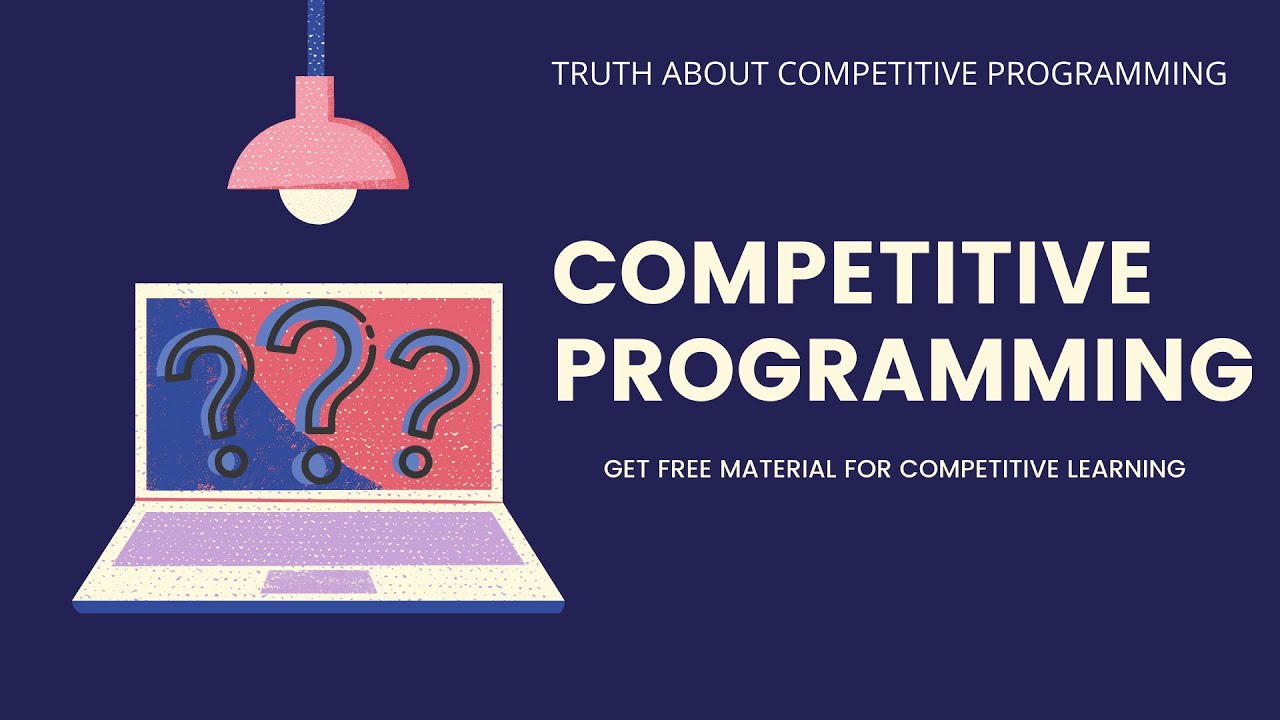 TRUTH ABOUT COMPETITIVE PROGRAMMING
COMPETITIVE
PROGRAMMING
GET FREE MATERIAL FOR COMPETITIVE LEARNING
???